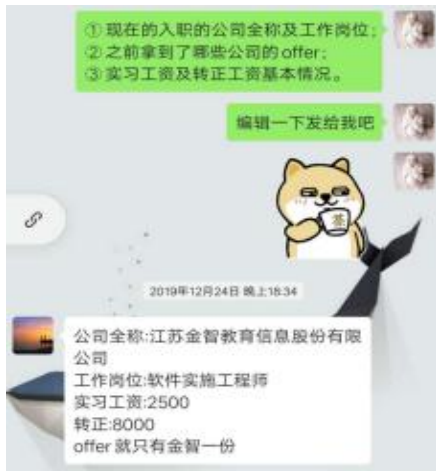 ① 现在的入职的公司全称及工作岗位；
② 之前拿到了哪些公司的 offer；
③ 实习工资及转正工资基本情况。
编辑一下发给我吧
茶
2019年12月24日 晚上18:34
公司全称:江苏金智教育信息股份有限
公司
工作岗位:软件实施工程师
实习工资:2500
转正:8000
offer 就只有金智一份